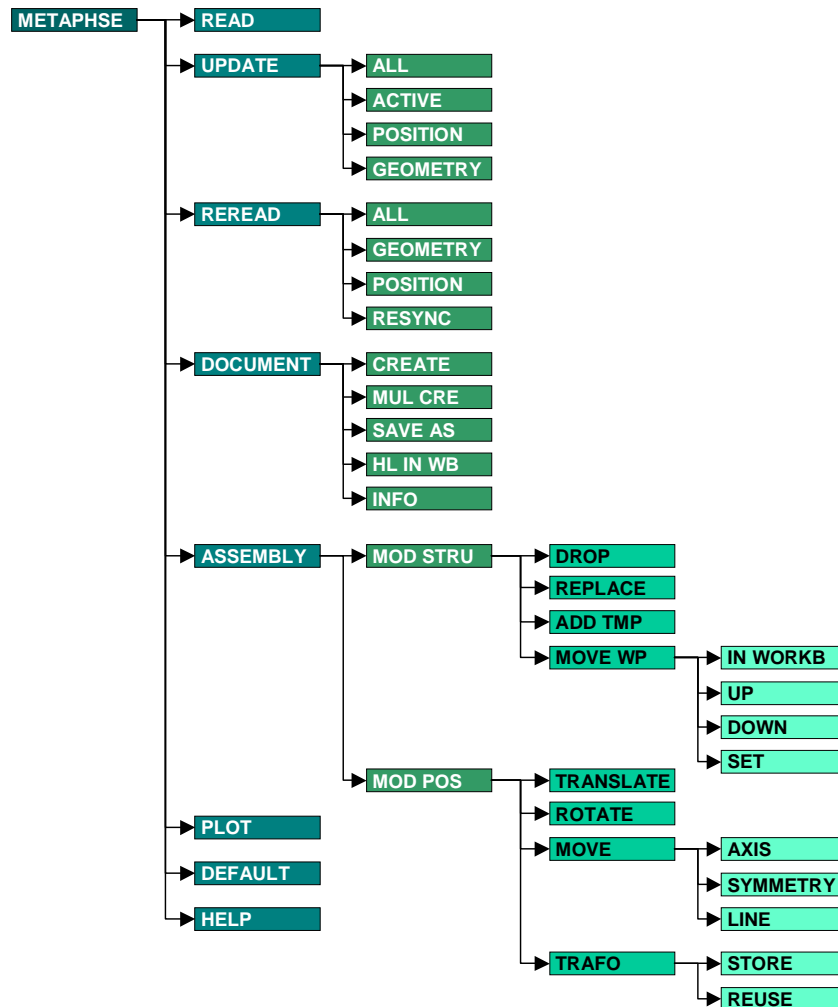 METAPHSE
READ
UPDATE
ALL
ACTIVE
POSITION
GEOMETRY
REREAD
ALL
GEOMETRY
POSITION
RESYNC
DOCUMENT
CREATE
MUL CRE
SAVE AS
HL IN WB
INFO
ASSEMBLY
MOD STRU
DROP
REPLACE
ADD TMP
MOVE WP
IN WORKB
UP
DOWN
SET
MOD POS
TRANSLATE
ROTATE
MOVE
AXIS
SYMMETRY
LINE
TRAFO
STORE
REUSE
PLOT
DEFAULT
HELP